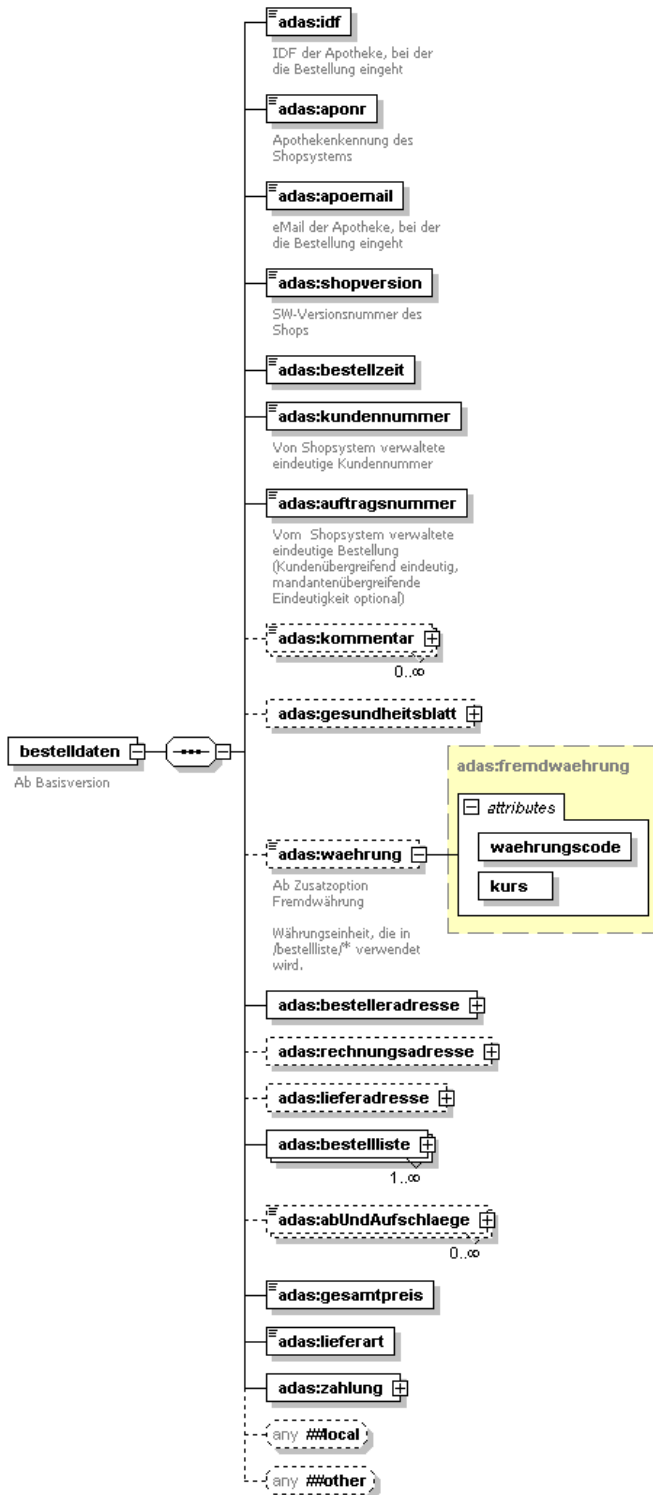 adas:idf
IDF der Apotheke, bei der
die Bestellung eingeht
adas:aponr
Apothekenkennung des
Shopsystems
adas:apoemail
eMail der Apotheke, bei der
die Bestellung eingeht
adas:shopversion
SW-Versionsnummer des
Shops
adas:bestellzeit
adas:kundennummer
Von Shopsystem verwaltete
eindeutige Kundennummer
adas:auftragsnummer
Vom Shopsystem verwaltete
eindeutige Bestellung
(Kundenübergreifend eindeutig,
mandantenübergreifende
Eindeutigkeit optional)
adas:kommentar
0..∞
adas:gesundheitsblatt
bestelldaten
Ab Basisversion
adas:fremdwaehrung
attributes
waehrungscode
kurs
adas:waehrung
Ab Zusatzoption
Fremdwährung
Währungseinheit, die in
/bestellliste/* verwendet
wird.
adas:bestelleradresse
adas:rechnungsadresse
adas:lieferadresse
adas:bestellliste
1..∞
adas:abUndAufschlaege
0..∞
adas:gesamtpreis
adas:lieferart
adas:zahlung
any ##local
any ##other